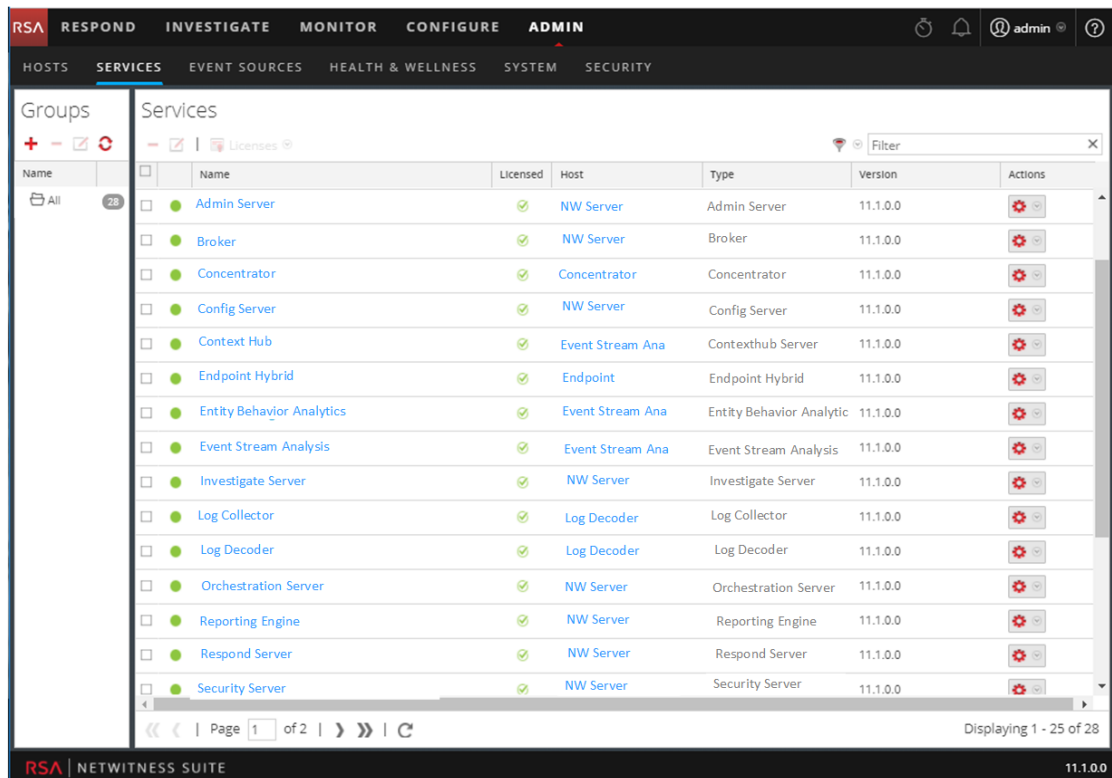 RSA RESPOND INVESTIGATE MONITOR CONFIGURE ADMIN admin
HOSTS SERVICES EVENT SOURCES HEALTH & WELLNESS SYSTEM SECURITY
Groups
Services
Licenses
Filter
Name
All 28
Name Licensed Host Type Version Actions
Admin Server NW Server Admin Server 11.1.0.0
Broker NW Server Broker 11.1.0.0
Concentrator Concentrator Concentrator 11.1.0.0
Config Server NW Server Config Server 11.1.0.0
Context Hub Event Stream Ana Contexthub Server 11.1.0.0
Endpoint Hybrid Endpoint Endpoint Hybrid 11.1.0.0
Entity Behavior Analytics Event Stream Ana Entity Behavior Analytic 11.1.0.0
Event Stream Analysis Event Stream Ana Event Stream Analysis 11.1.0.0
Investigate Server NW Server Investigate Server 11.1.0.0
Log Collector Log Decoder Log Collector 11.1.0.0
Log Decoder Log Decoder Log Decoder 11.1.0.0
Orchestration Server NW Server Orchestration Server 11.1.0.0
Reporting Engine NW Server Reporting Engine 11.1.0.0
Respond Server NW Server Respond Server 11.1.0.0
Security Server NW Server Security Server 11.1.0.0
Page 1 of 2
Displaying 1 - 25 of 28
RSA NETWITNESS SUITE 11.1.0.0